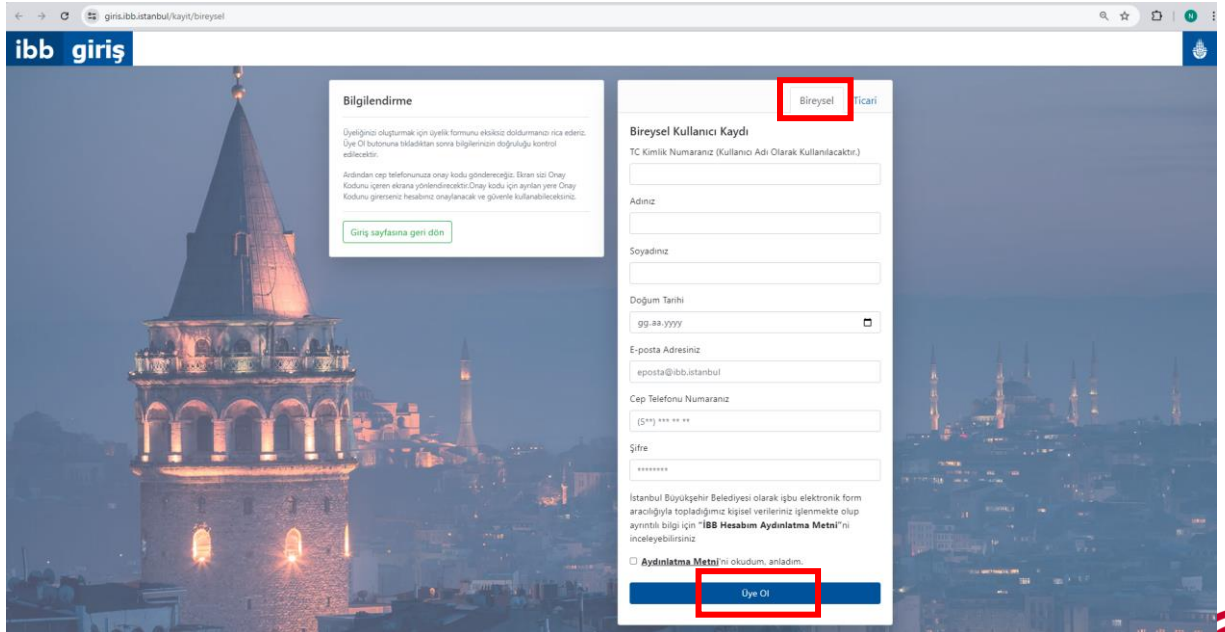 giris.ibb.istanbul/kayit/bireysel
N
ibb giriş
Bilgilendirme
Üyeliğinizi oluşturmak için üyelik formunu eksiksiz doldurmanızı rica ederiz.
Üye Ol butonuna tıkladıktan sonra bilgilerinizin doğruluğu kontrol
edilecektir.
Ardından cep telefonunuza onay kodu göndereceğiz. Ekran sizi Onay
Kodunu içeren ekrana yönlendirecektir.Onay kodu için ayrılan yere Onay
Kodunu girerseniz hesabınız onaylanacak ve güvenle kullanabileceksiniz.
Giriş sayfasına geri dön
Bireysel Ticari
Bireysel Kullanıcı Kaydı
TC Kimlik Numaranız (Kullanıcı Adı Olarak Kullanılacaktır.)
Adınız
Soyadınız
Doğum Tarihi
gg.aa.yyyy
E-posta Adresiniz
eposta@ibb.istanbul
Cep Telefonu Numaranız
(5**) *** ** **
Şifre
********
İstanbul Büyükşehir Belediyesi olarak işbu elektronik form
aracılığıyla topladığımız kişisel verileriniz işlenmekte olup
ayrıntılı bilgi için "İBB Hesabım Aydınlatma Metni"ni
inceleyebilirsiniz
Aydınlatma Metni'ni okudum, anladım.
Üye Ol